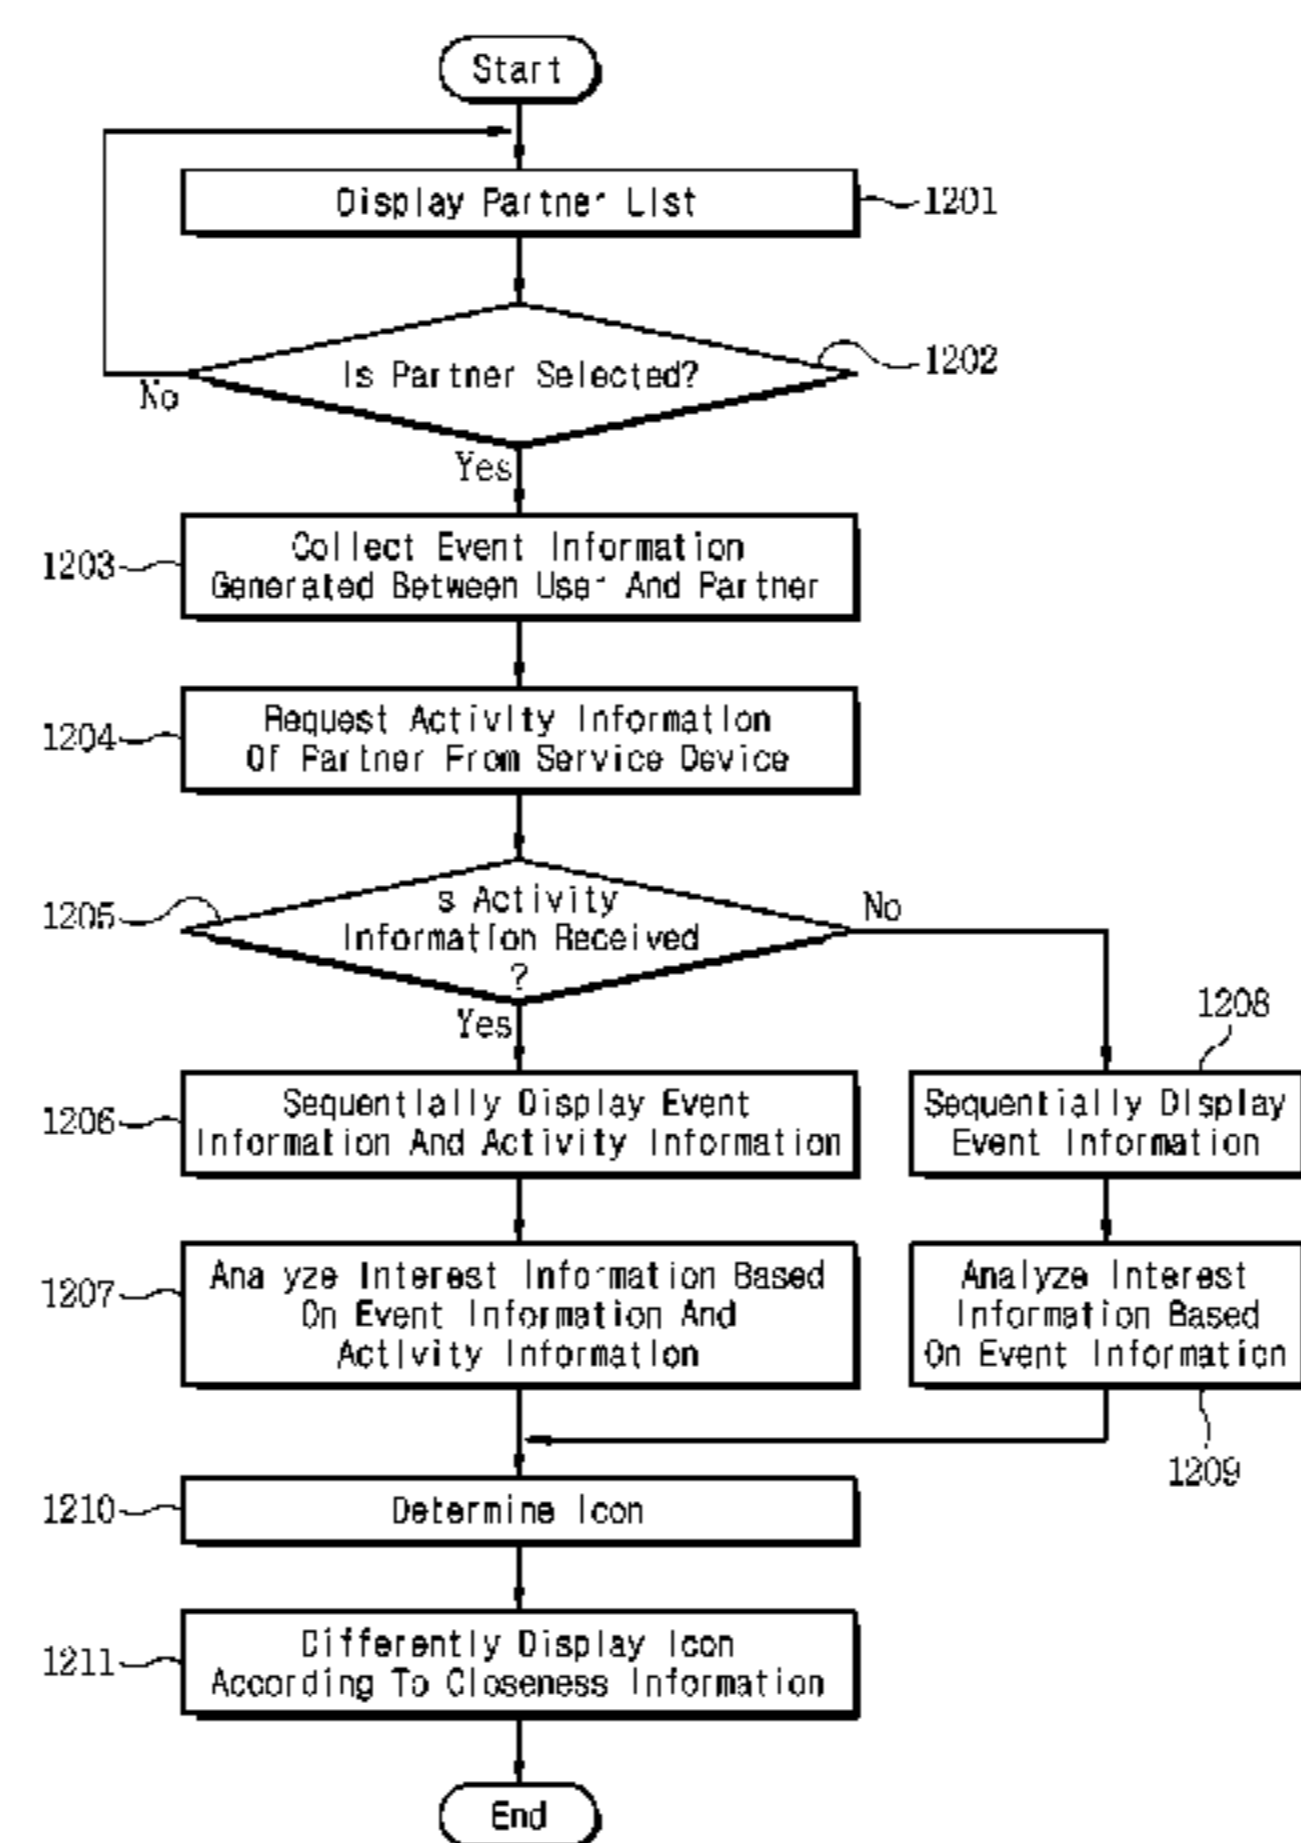 Start
Display Partner List
1201
Is Partner Selected?
1202
No
Yes
1203
Collect Event Information
Generated Between User And Partner
1204
Request Activity Information
Of Partner From Service Device
1205
s Activity
Information Received
?
No
Yes
1208
1206
Sequentially Display Event
Information And Activity Information
Sequentially Display
Event Information
1207
Ana yze Interest Information Based
On Event Information And
Activity Information
Analyze Interest
Information Based
On Event Information
1209
1210
Determine Icon
1211
Differently Display Icon
According To Closeness Information
End